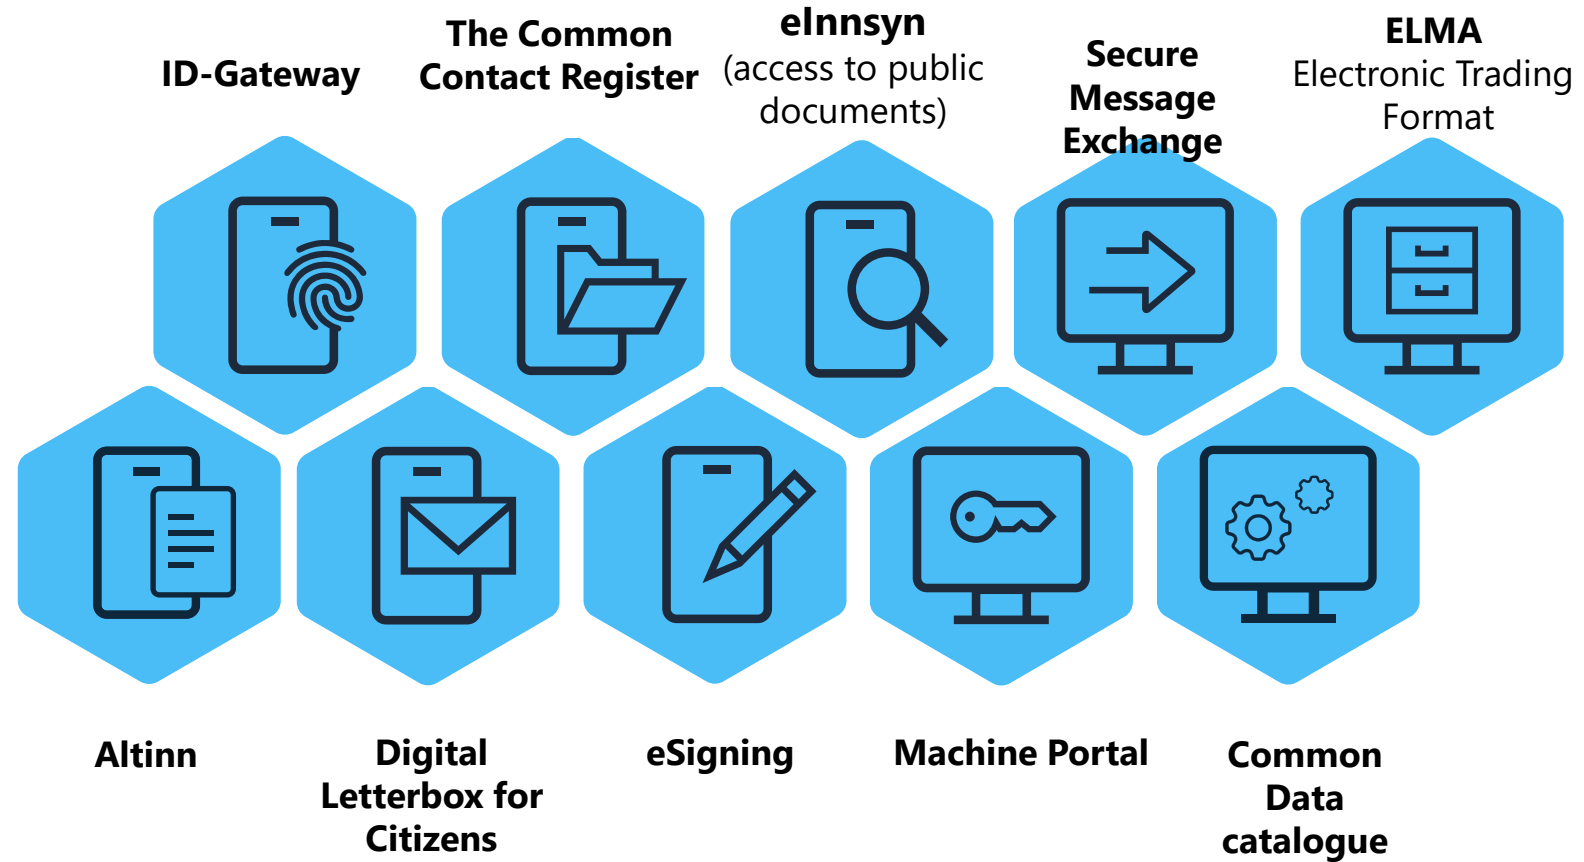 ID-Gateway
The Common
Contact Register
eInnsyn
(access to public
documents)
Secure
Message
Exchange
ELMA
Electronic Trading
Format
Altinn
Digital
Letterbox for
Citizens
eSigning
Machine Portal
Common
Data
catalogue